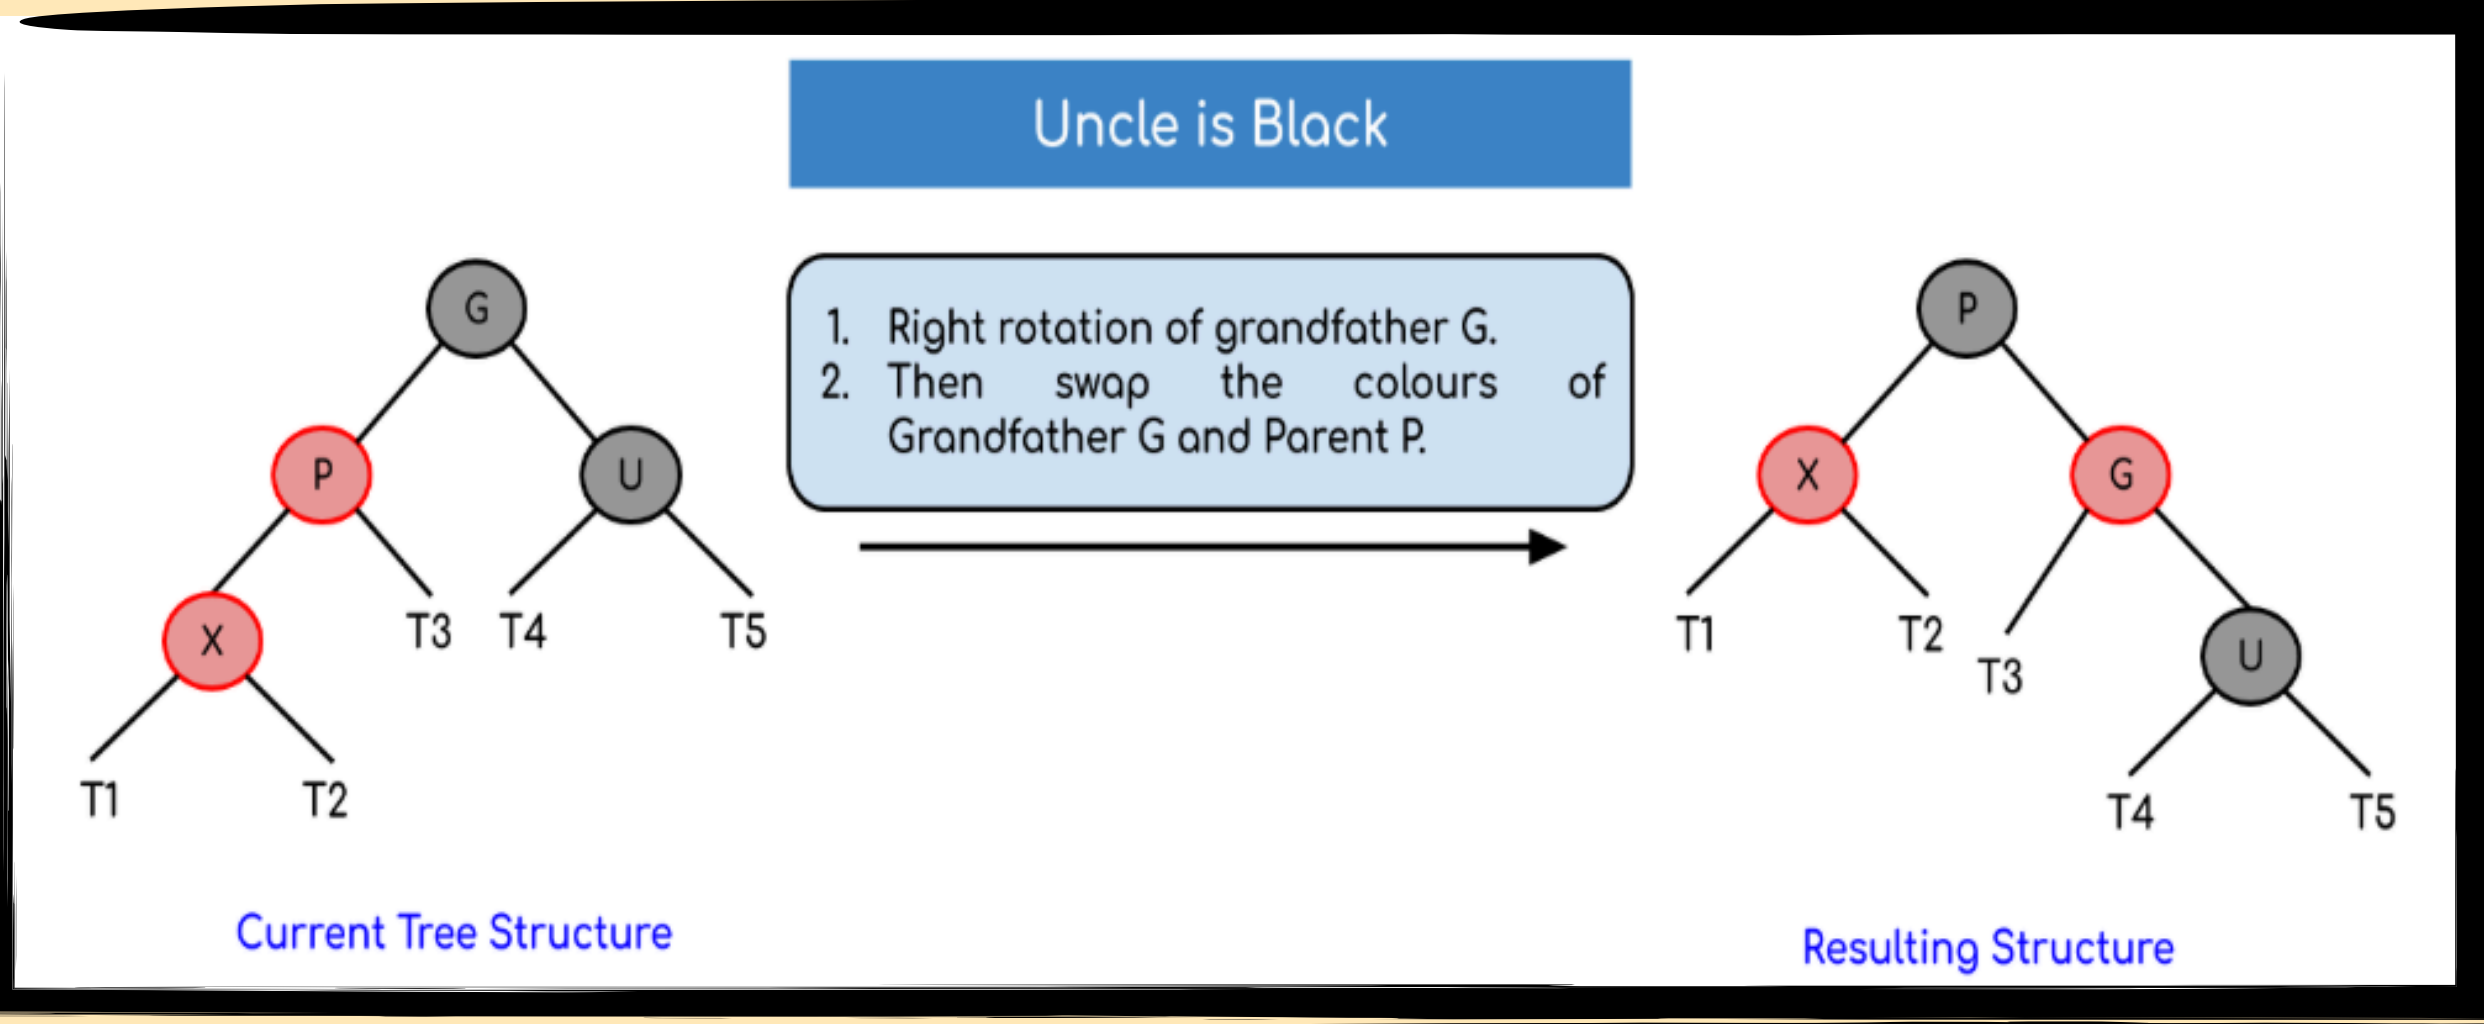 Uncle is Black
G
P
U
X
T3
T4
T5
T1
T2
1. Right rotation of grandfather G.
2. Then swap the colours of
Grandfather G and Parent P.
P
X
G
T1
T2
T3
U
T4
T5
Current Tree Structure
Resulting Structure